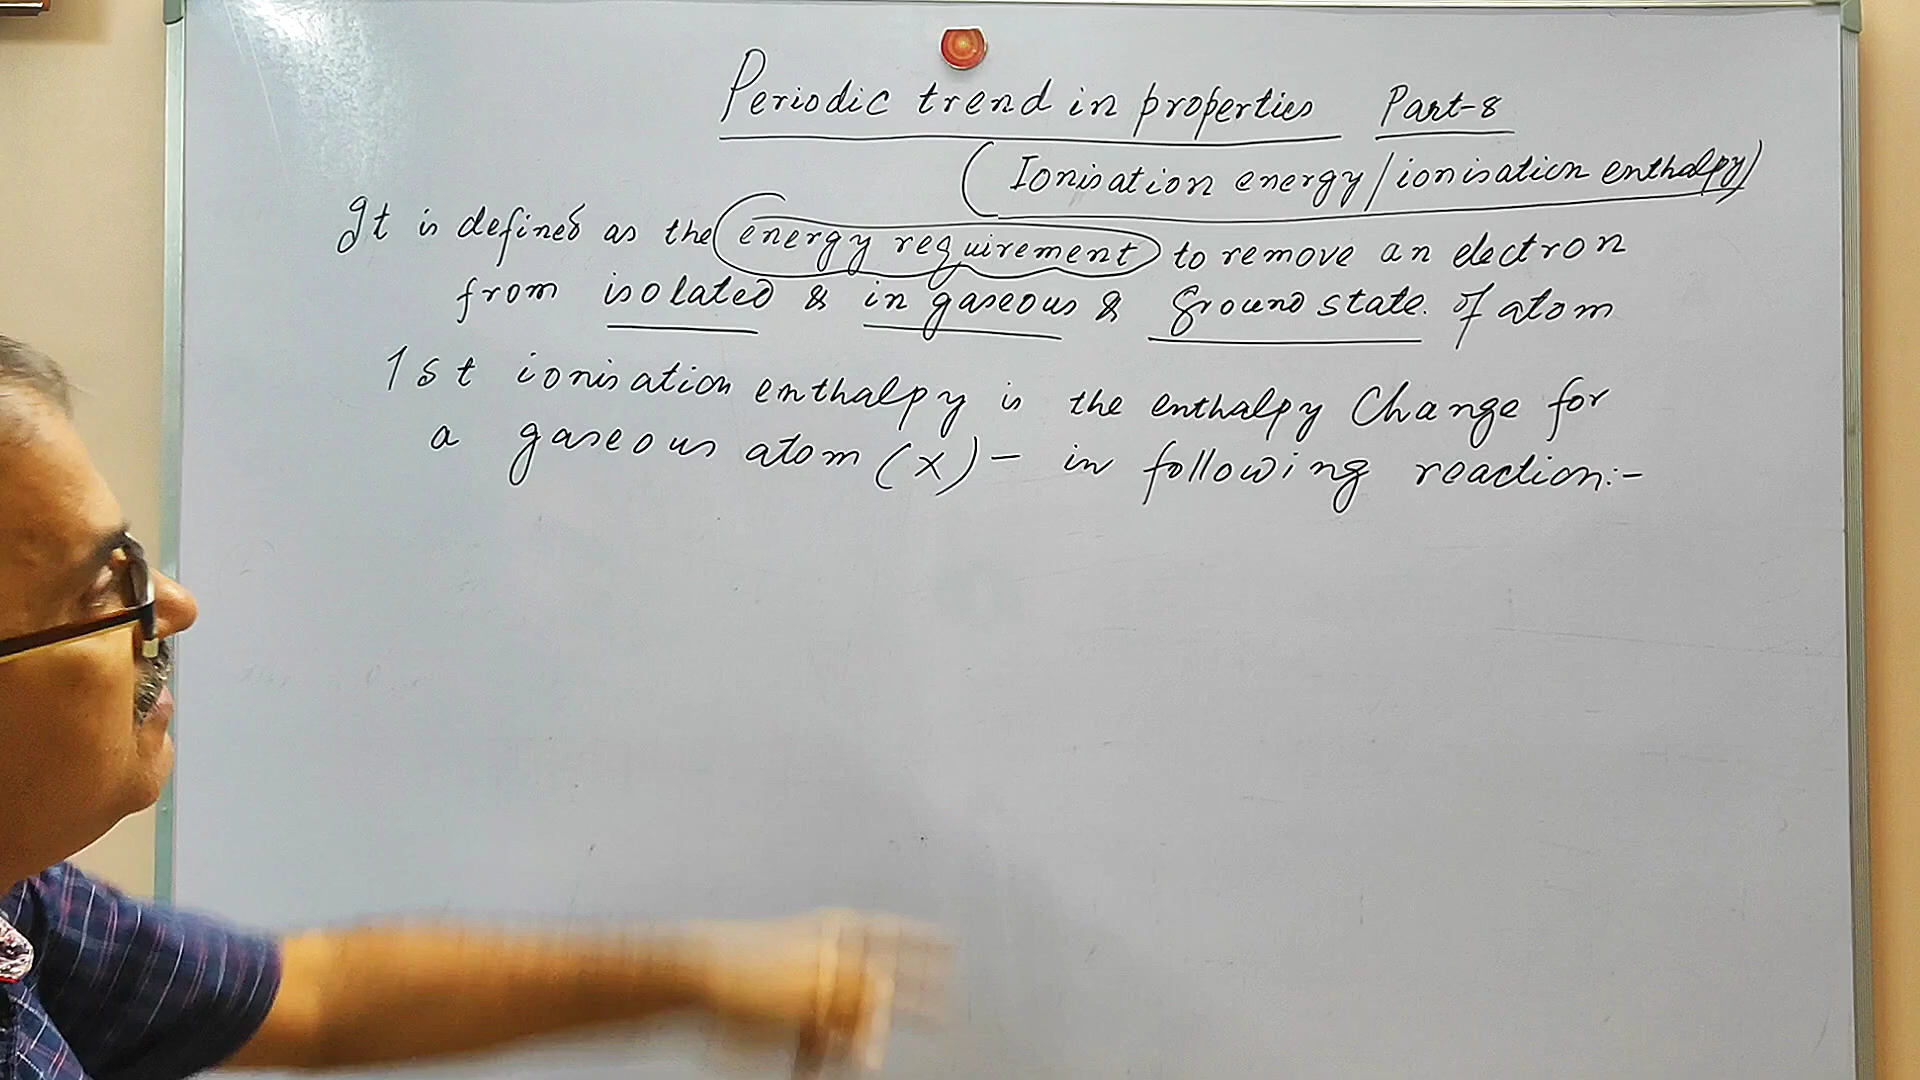 Periodic trend in properties Part-8
(Ionisation energy/ionisation enthalpy)
It is defined as the energy requirement to remove an electron
from isolated & in gaseous & ground state. of atom
1st ionisation enthalpy is the enthalpy Change for
a gaseous atom (x) - in following reaction:-